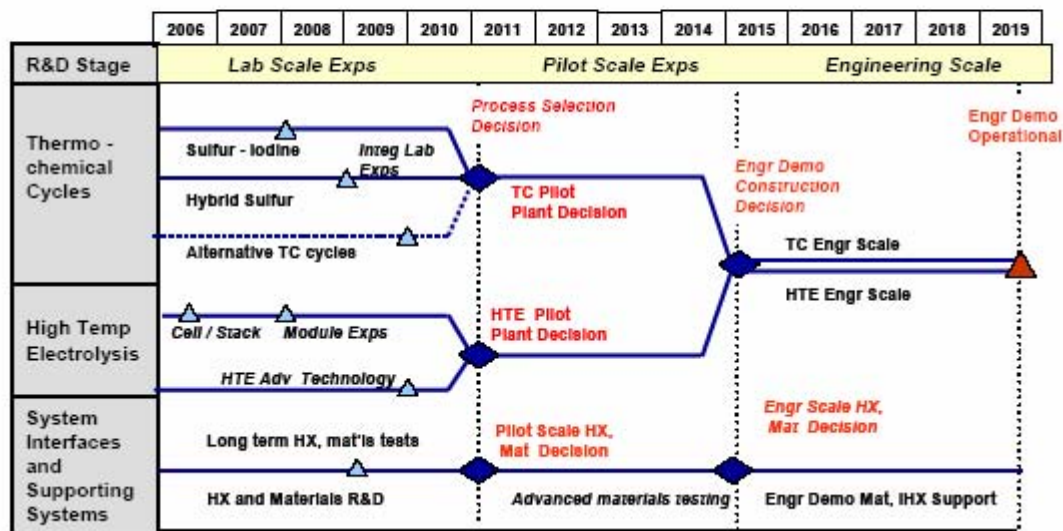 2006 2007 2008 2009 2010 2011 2012 2013 2014 2015 2016 2017 2018 2019
R&D Stage Lab Scale Exps Pilot Scale Exps Engineering Scale
Thermo -
chemical
Cycles
Sulfur - Iodine
Integ Lab
Exps
Hybrid Sulfur
Alternative TC cycles
Process Selection
Decision
TC Pilot
Plant Decision
Engr Demo
Construction
Decision
Engr Demo
Operational
TC Engr Scale
HTE Engr Scale
High Temp
Electrolysis
Cell / Stack Module Exps
HTE Adv Technology
HTE Pilot
Plant Decision
System
Interfaces
and
Supporting
Systems
Long term HX, mat'ls tests
HX and Materials R&D
Pilot Scale HX,
Mat Decision
Advanced materials testing
Engr Scale HX,
Mat Decision
Engr Demo Mat, IHX Support